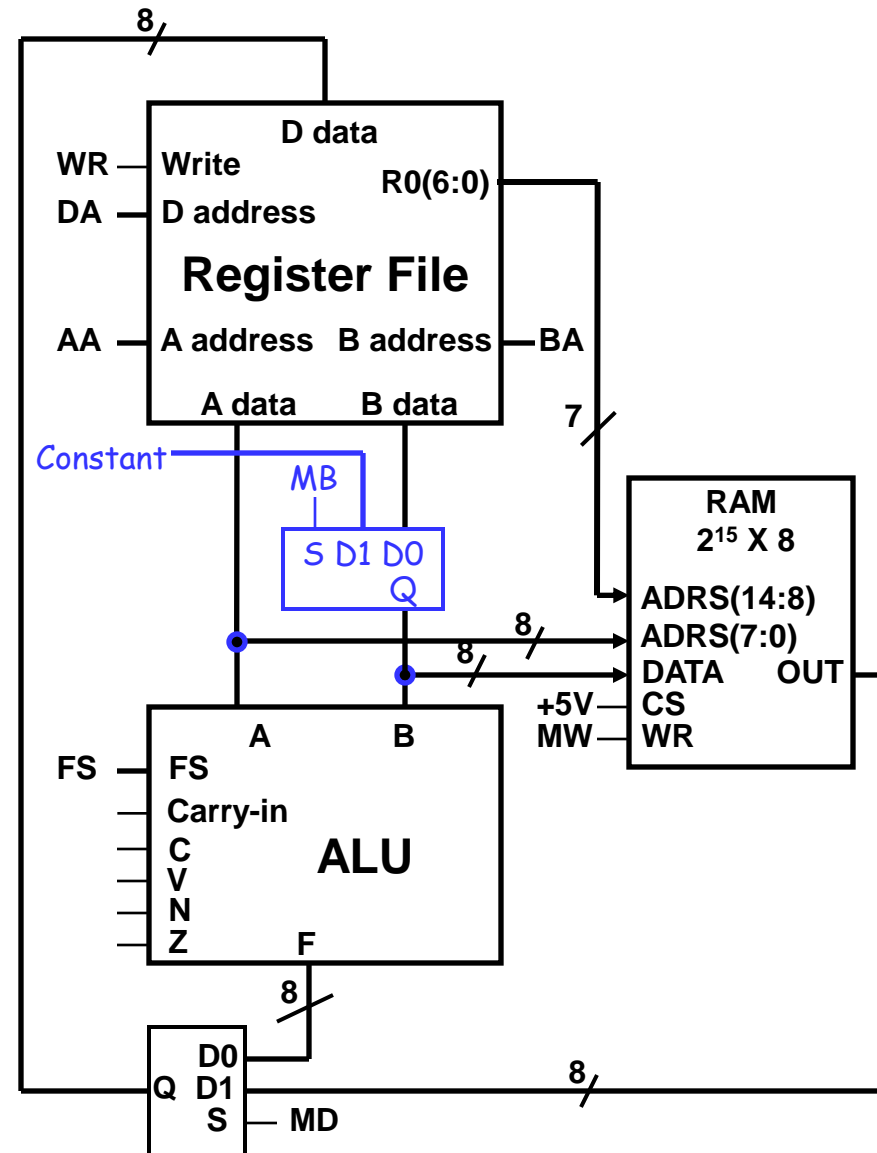 8
D data
WR Write
R0(6:0)
DA D address
Register File
AA A address B address BA
A data B data
7
Constant
MB
S D1 D0
Q
RAM
2¹⁵ X 8
ADRS(14:8)
8 ADRS(7:0)
8 DATA OUT
+5V CS
MW WR
A B
FS FS
Carry-in
C
ALU
V
N
Z F
8
D0
8
Q D1
S MD